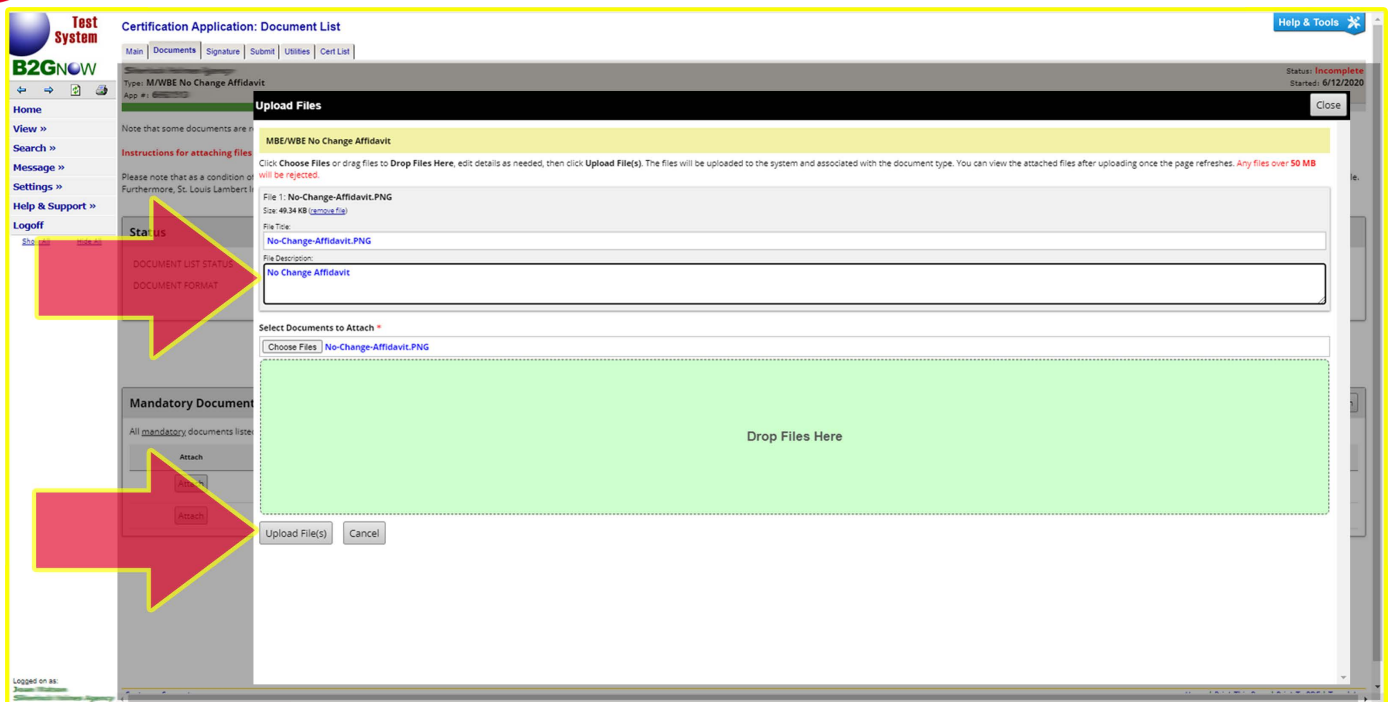 Test
System
B2GNOW
Home
View »
Search »
Message »
Settings »
Help & Support »
Logoff
Hide All
Logged on as:
Certification Application: Document List
Help & Tools
Main Documents Signature Submit Utilities Cert List
Type: M/WBE No Change Affidavit
App #:
Status: Incomplete
Started: 6/12/2020
Note that some documents are
Instructions for attaching files
Please note that as a condition of
Furthermore, St. Louis Lambert
Status
DOCUMENT LIST STATUS
DOCUMENT FORMAT
Mandatory Document
All mandatory documents liste
Attach
Attach
Attach
Upload Files
Close
MBE/WBE No Change Affidavit
Click Choose Files or drag files to Drop Files Here, edit details as needed, then click Upload File(s). The files will be uploaded to the system and associated with the document type. You can view the attached files after uploading once the page refreshes. Any files over 50 MB
will be rejected.
File 1: No-Change-Affidavit.PNG
Size: 49.34 KB (remove file)
File Title:
No-Change-Affidavit.PNG
File Description:
No Change Affidavit
Select Documents to Attach *
Choose Files No-Change-Affidavit.PNG
Drop Files Here
Upload File(s) Cancel